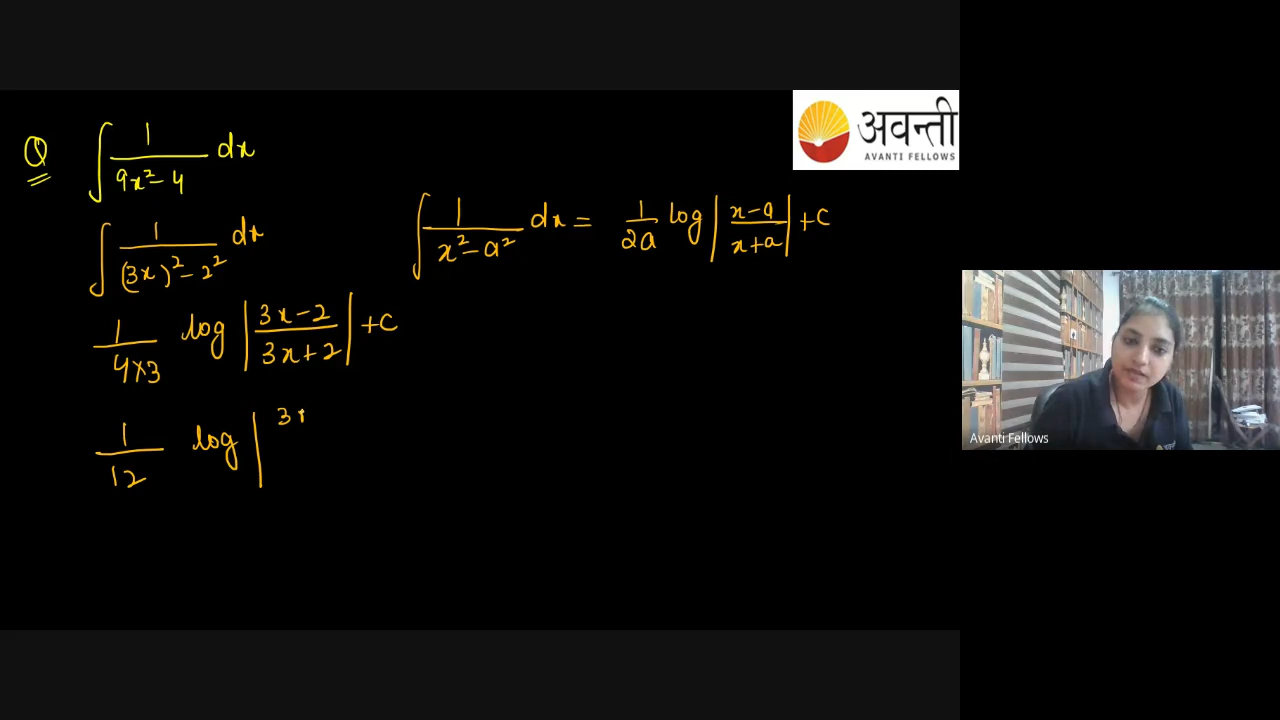 Q ∫ 1/(9x² - 4) dx
∫ 1/((3x)² - 2²) dx
∫ 1/(x² - a²) dx = 1/2a log |(x-a)/(x+a)| + c
1/(4×3) log |(3x-2)/(3x+2)| + c
1/12 log | 3x
अवन्ती
AVANTI FELLOWS
Avanti Fellows